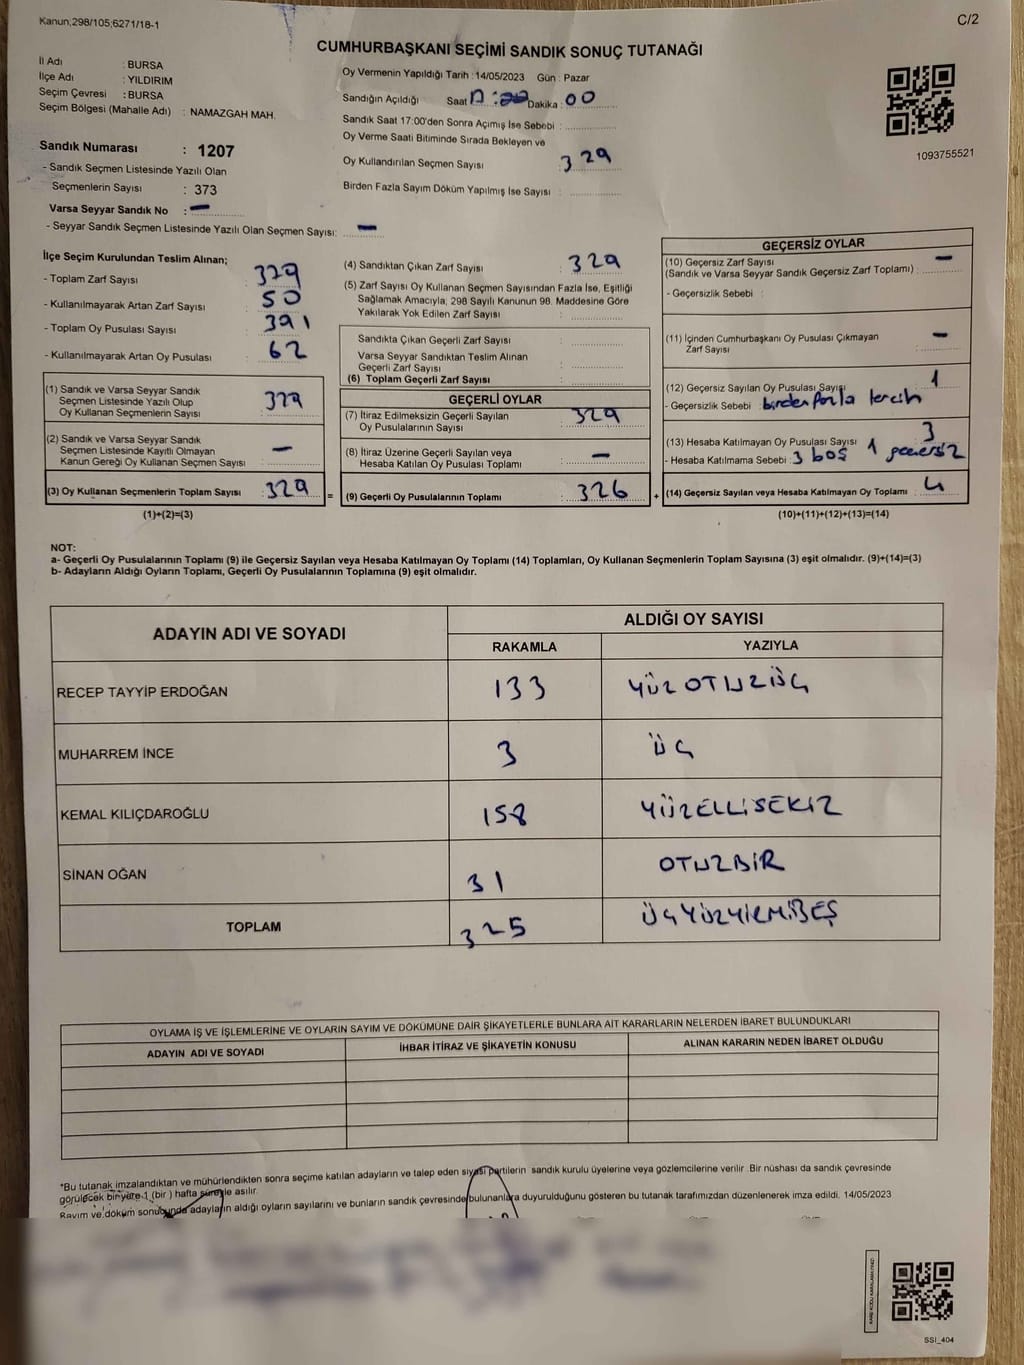 Kanun;298/105;6271/18-1
C/2
CUMHURBAŞKANI SEÇİMİ SANDIK SONUÇ TUTANAĞI
İl Adı : BURSA
İlçe Adı : YILDIRIM
Seçim Çevresi : BURSA
Seçim Bölgesi (Mahalle Adı) : NAMAZGAH MAH.
Sandık Numarası : 1207
- Sandık Seçmen Listesinde Yazılı Olan
Seçmenlerin Sayısı : 373
Varsa Seyyar Sandık No : —
- Seyyar Sandık Seçmen Listesinde Yazılı Olan Seçmen Sayısı: —
Oy Vermenin Yapıldığı Tarih : 14/05/2023 Gün : Pazar
Sandığın Açıldığı Saat Dakika : 00
Sandık Saat 17:00'den Sonra Açımış İse Sebebi :
Oy Verme Saati Bitiminde Sırada Bekleyen ve
Oy Kullandırılan Seçmen Sayısı : 329
Birden Fazla Sayım Döküm Yapılmış İse Sayısı :
1093755521
İlçe Seçim Kurulundan Teslim Alınan;
- Toplam Zarf Sayısı : 379
- Kullanılmayarak Artan Zarf Sayısı : 50
- Toplam Oy Pusulası Sayısı : 391
- Kullanılmayarak Artan Oy Pusulası : 62
(1) Sandık ve Varsa Seyyar Sandık
Seçmen Listesinde Yazılı Olup
Oy Kullanan Seçmenlerin Sayısı : 329
(2) Sandık ve Varsa Seyyar Sandık
Seçmen Listesinde Kayıtlı Olmayan
Kanun Gereği Oy Kullanan Seçmen Sayısı : —
(3) Oy Kullanan Seçmenlerin Toplam Sayısı : 329 =
(1)+(2)=(3)
(4) Sandıktan Çıkan Zarf Sayısı : 329
(5) Zarf Sayısı Oy Kullanan Seçmen Sayısından Fazla İse, Eşitliği
Sağlamak Amacıyla, 298 Sayılı Kanunun 98. Maddesine Göre
Yakılarak Yok Edilen Zarf Sayısı :
Sandıkta Çıkan Geçerli Zarf Sayısı :
Varsa Seyyar Sandıktan Teslim Alınan
Geçerli Zarf Sayısı :
(6) Toplam Geçerli Zarf Sayısı :
GEÇERLİ OYLAR
(7) İtiraz Edilmeksizin Geçerli Sayılan
Oy Pusulalarının Sayısı : 329
(8) İtiraz Üzerine Geçerli Sayılan veya
Hesaba Katılan Oy Pusulası Toplamı : —
(9) Geçerli Oy Pusulalarının Toplamı : 326 +
GEÇERSİZ OYLAR
(10) Geçersiz Zarf Sayısı
(Sandık ve Varsa Seyyar Sandık Geçersiz Zarf Toplamı) : —
- Geçersizlik Sebebi :
(11) İçinden Cumhurbaşkanı Oy Pusulası Çıkmayan
Zarf Sayısı : —
(12) Geçersiz Sayılan Oy Pusulası Sayısı 1
- Geçersizlik Sebebi birden fazla tercih
(13) Hesaba Katılmayan Oy Pusulası Sayısı 3
- Hesaba Katılmama Sebebi : 3 boş 1 geçersiz
(14) Geçersiz Sayılan veya Hesaba Katılmayan Oy Toplamı : 4
(10)+(11)+(12)+(13)=(14)
NOT:
a- Geçerli Oy Pusulalarının Toplamı (9) ile Geçersiz Sayılan veya Hesaba Katılmayan Oy Toplamı (14) Toplamları, Oy Kullanan Seçmenlerin Toplam Sayısına (3) eşit olmalıdır. (9)+(14)=(3)
b- Adayların Aldığı Oyların Toplamı, Geçerli Oy Pusulalarının Toplamına (9) eşit olmalıdır.
ADAYIN ADI VE SOYADI
ALDIĞI OY SAYISI
RAKAMLA YAZIYLA
RECEP TAYYİP ERDOĞAN 133 YÜZOTUZÜÇ
MUHARREM İNCE 3 ÜÇ
KEMAL KILIÇDAROĞLU 158 YÜZELLİSEKİZ
SİNAN OĞAN 31 OTUZBİR
TOPLAM 325 ÜÇYÜZYİRMİBEŞ
OYLAMA İŞ VE İŞLEMLERİNE VE OYLARIN SAYIM VE DÖKÜMÜNE DAİR ŞİKAYETLERLE BUNLARA AİT KARARLARIN NELERDEN İBARET BULUNDUKLARI
ADAYIN ADI VE SOYADI İHBAR İTİRAZ VE ŞİKAYETİN KONUSU ALINAN KARARIN NEDEN İBARET OLDUĞU
*Bu tutanak imzalandıktan ve mühürlendikten sonra seçime katılan adayların ve talep eden siyasi partilerin sandık kurulu üyelerine veya gözlemcilerine verilir .Bir nüshası da sandık çevresinde
görülecek bir yere 1 (bir ) hafta süreyle asılır.
Sayım ve döküm sonucunda adayların aldığı oyların sayılarını ve bunların sandık çevresinde bulunanlara duyurulduğunu gösteren bu tutanak tarafımızdan düzenlenerek imza edildi. 14/05/2023
SSI_404